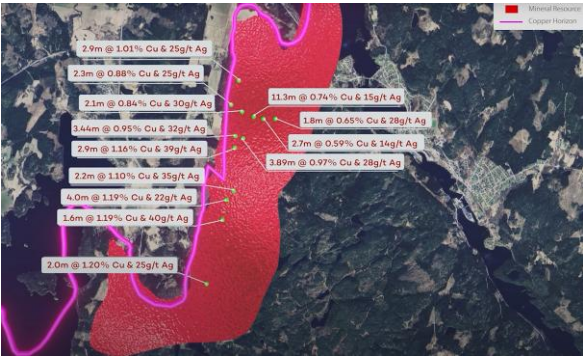 Mineral Resource
Copper Horizon
2.9m @ 1.01% Cu & 25g/t Ag
2.3m @ 0.88% Cu & 25g/t Ag
2.1m @ 0.84% Cu & 30g/t Ag
11.3m @ 0.74% Cu & 15g/t Ag
1.8m @ 0.65% Cu & 28g/t Ag
3.44m @ 0.95% Cu & 32g/t Ag
2.7m @ 0.59% Cu & 14g/t Ag
2.9m @ 1.16% Cu & 39g/t Ag
3.89m @ 0.97% Cu & 28g/t Ag
2.2m @ 1.10% Cu & 35g/t Ag
4.0m @ 1.19% Cu & 22g/t Ag
1.6m @ 1.19% Cu & 40g/t Ag
2.0m @ 1.20% Cu & 25g/t Ag